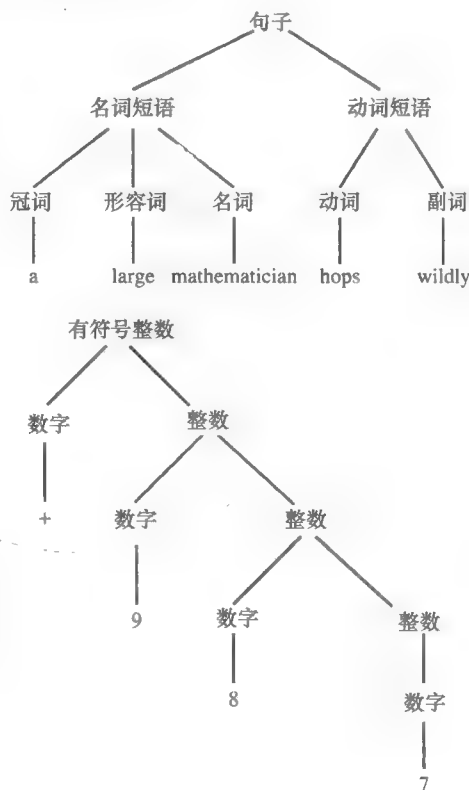 句子
名词短语 动词短语
冠词 形容词 名词 动词 副词
a large mathematician hops wildly
有符号整数
数字 整数
+ 数字 整数
9 数字 整数
8 数字
7